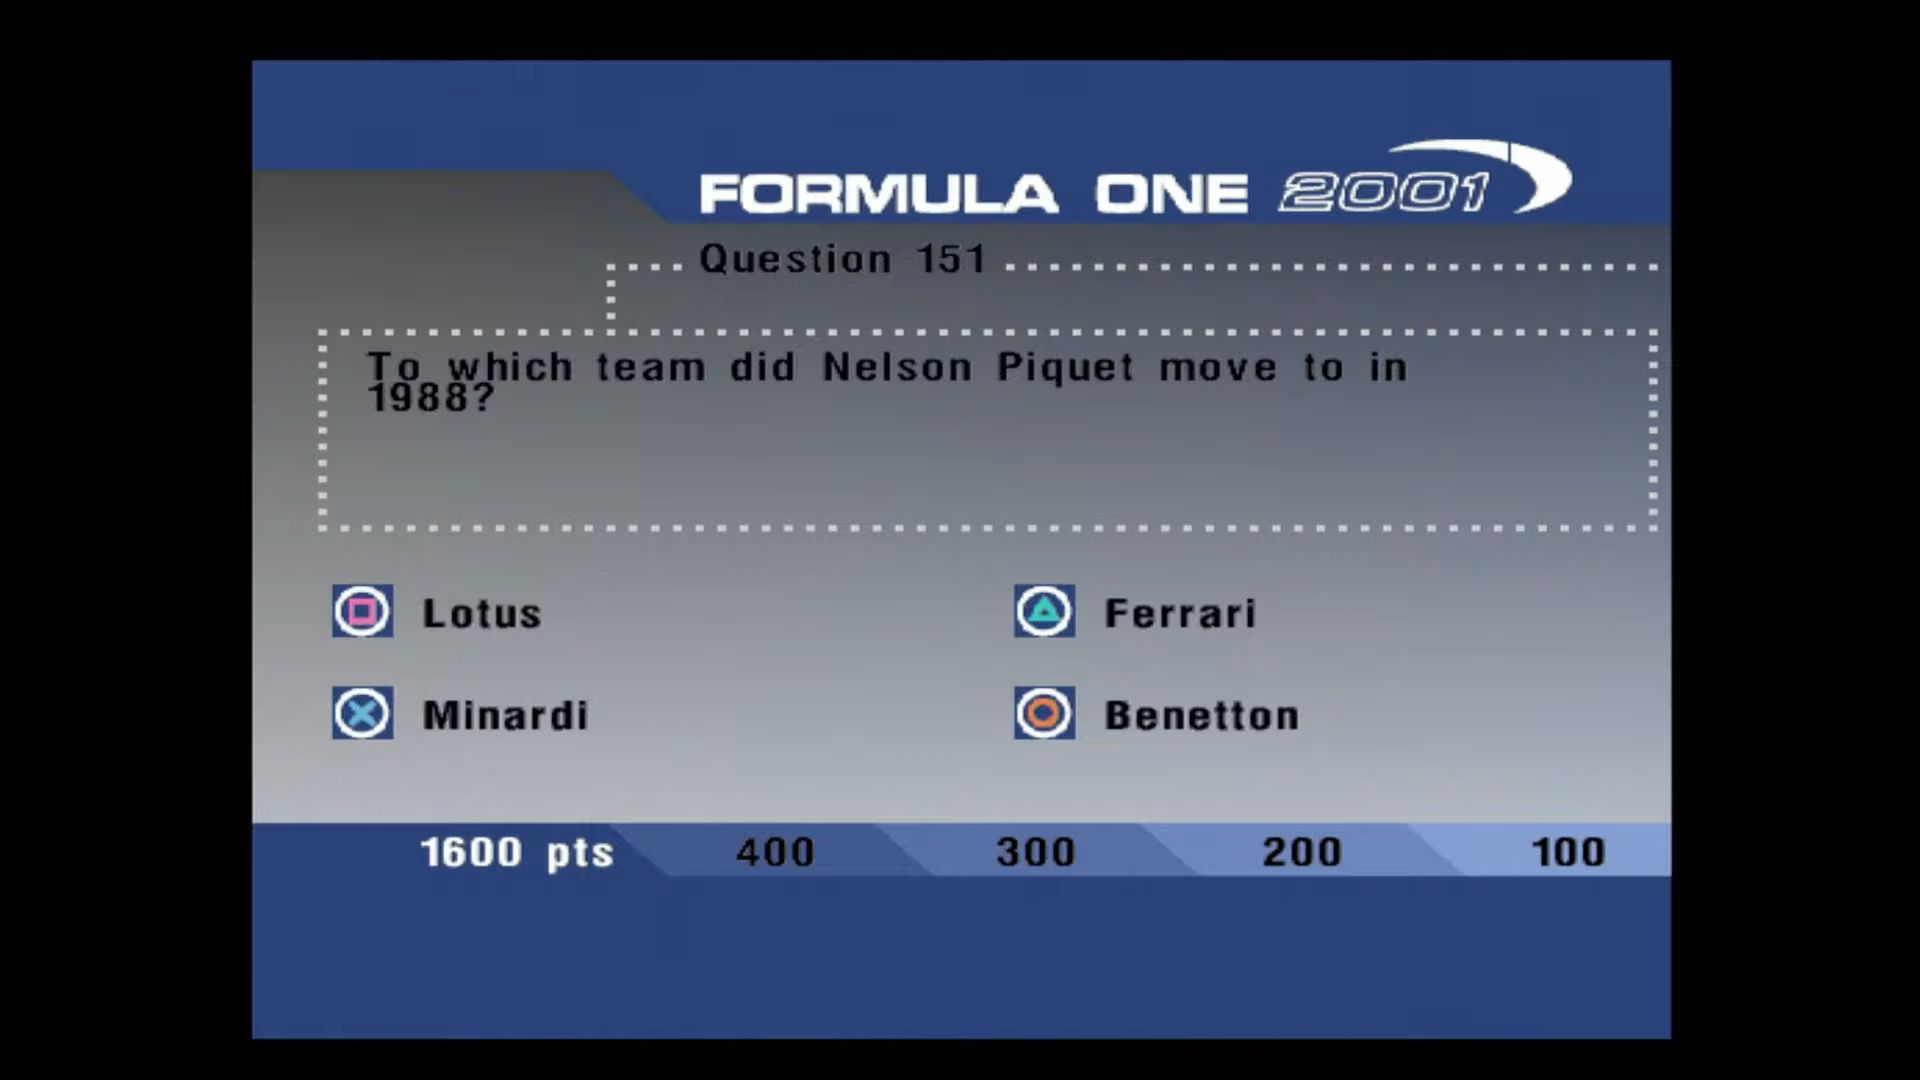 FORMULA ONE 2001
Question 151
To which team did Nelson Piquet move to in
1988?
Lotus
Ferrari
Minardi
Benetton
1600 pts 400 300 200 100